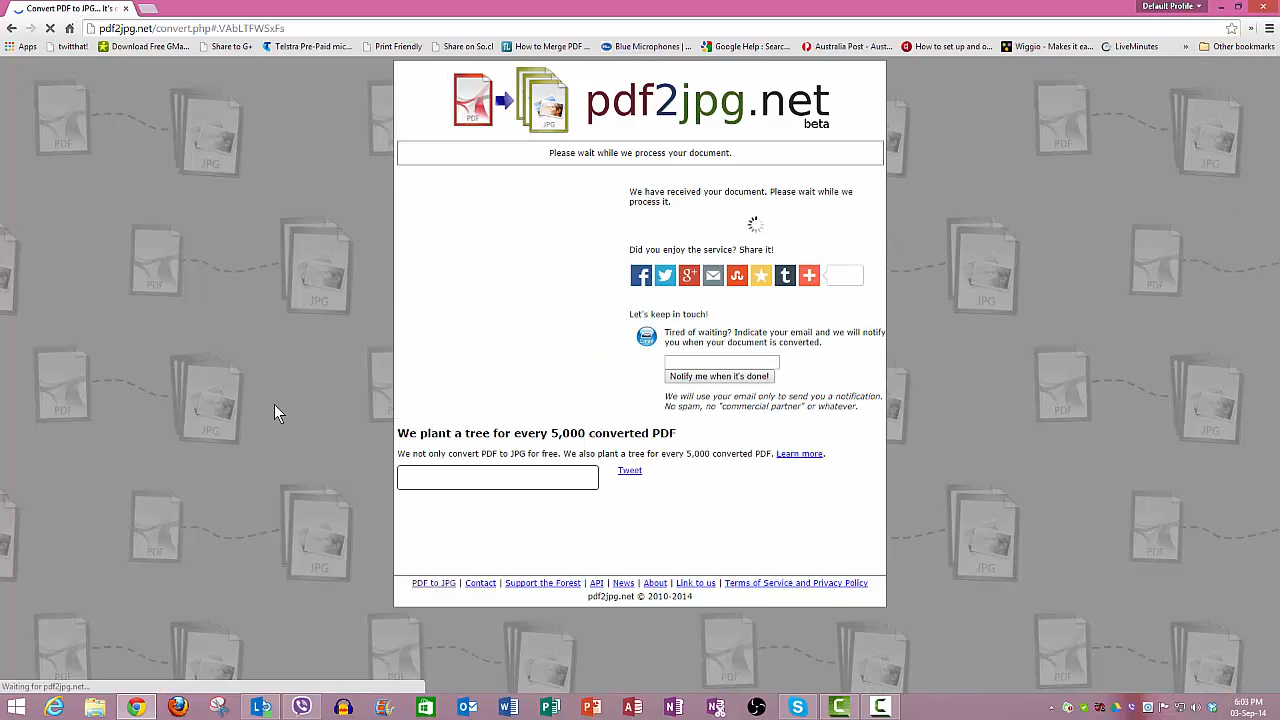 Convert PDF to JPG... It's c
Default Profile
pdf2jpg.net/convert.php#.VAbLTFWSxFs
Apps
twitthat!
Download Free GMa...
Share to G+
Telstra Pre-Paid mic...
Print Friendly
Share on So.cl
How to Merge PDF ...
Blue Microphones |...
Google Help : Searc...
Australia Post - Aust...
How to set up and o...
Wiggio - Makes it ea...
LiveMinutes
»
Other bookmarks
PDF
JPG
pdf2jpg.net
beta
Please wait while we process your document.
We have received your document. Please wait while we
process it.
Did you enjoy the service? Share it!
Let's keep in touch!
Tired of waiting? Indicate your email and we will notify
you when your document is converted.
Notify me when it's done!
We will use your email only to send you a notification.
No spam, no "commercial partner" or whatever.
We plant a tree for every 5,000 converted PDF
We not only convert PDF to JPG for free. We also plant a tree for every 5,000 converted PDF. Learn more.
Tweet
PDF to JPG | Contact | Support the Forest | API | News | About | Link to us | Terms of Service and Privacy Policy
pdf2jpg.net © 2010-2014
Waiting for pdf2jpg.net...
6:03 PM
03-Sep-14